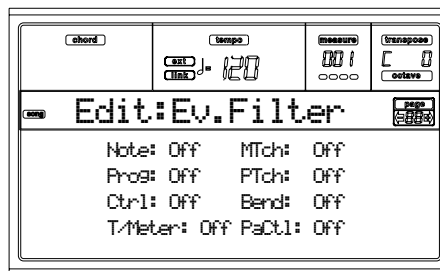 chord tempo measure transpose
ext
link ♩= 120 001 C 0
octave
song Edit:Ev.Filter page
Note: Off MTch: Off
Prog: Off PTch: Off
Ctrl: Off Bend: Off
T/Meter: Off PaCtl: Off